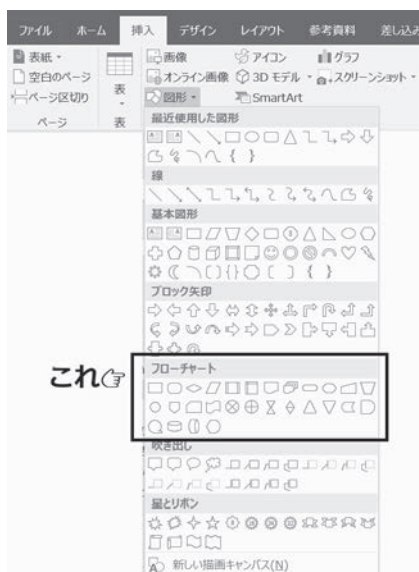 ファイル ホーム 挿入 デザイン レイアウト 参考資料 差し込み
表紙
空白のページ
ページ区切り
ページ
表
表
画像
オンライン画像
図形
アイコン
3D モデル
SmartArt
グラフ
スクリーンショット
最近使用した図形
線
基本図形
ブロック矢印
これ
フローチャート
吹き出し
星とリボン
新しい描画キャンバス(N)